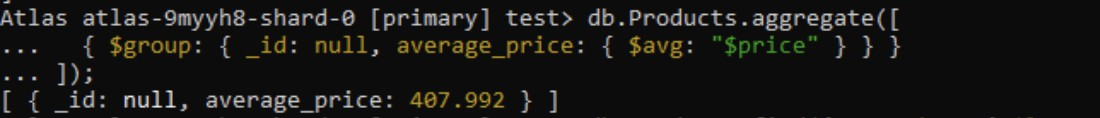 Atlas atlas-9myyh8-shard-0 [primary] test> db.Products.aggregate([
...   { $group: { _id: null, average_price: { $avg: "$price" } } }
... ]);
[ { _id: null, average_price: 407.992 } ]